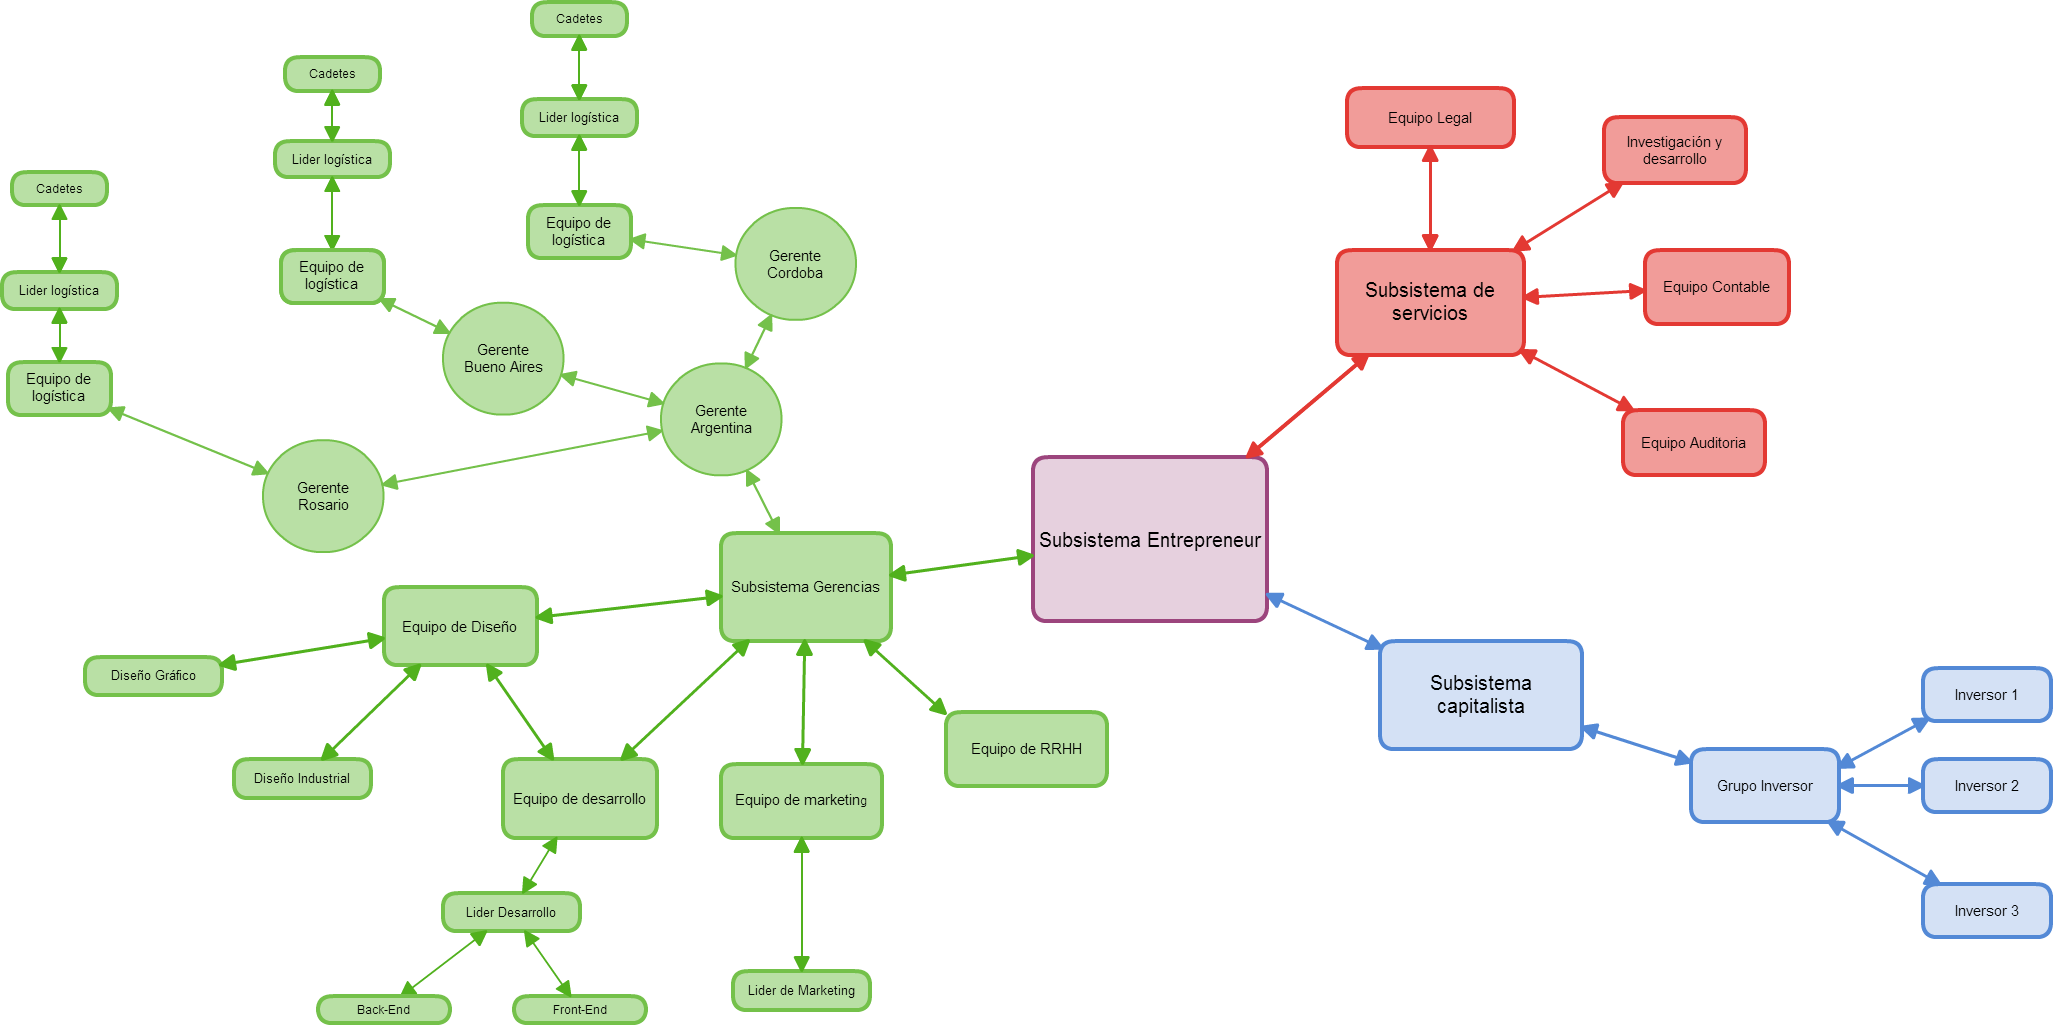 Cadetes
Cadetes
Lider logística
Equipo Legal
Investigación y
desarrollo
Lider logística
Cadetes
Equipo de
logística
Gerente
Cordoba
Equipo de
logística
Subsistema de
servicios
Equipo Contable
Lider logística
Gerente
Bueno Aires
Equipo de
logística
Gerente
Argentina
Equipo Auditoria
Gerente
Rosario
Subsistema Entrepreneur
Subsistema Gerencias
Equipo de Diseño
Diseño Gráfico
Subsistema
capitalista
Inversor 1
Equipo de RRHH
Diseño Industrial
Grupo Inversor
Inversor 2
Equipo de desarrollo
Equipo de marketing
Lider Desarrollo
Inversor 3
Lider de Marketing
Back-End
Front-End